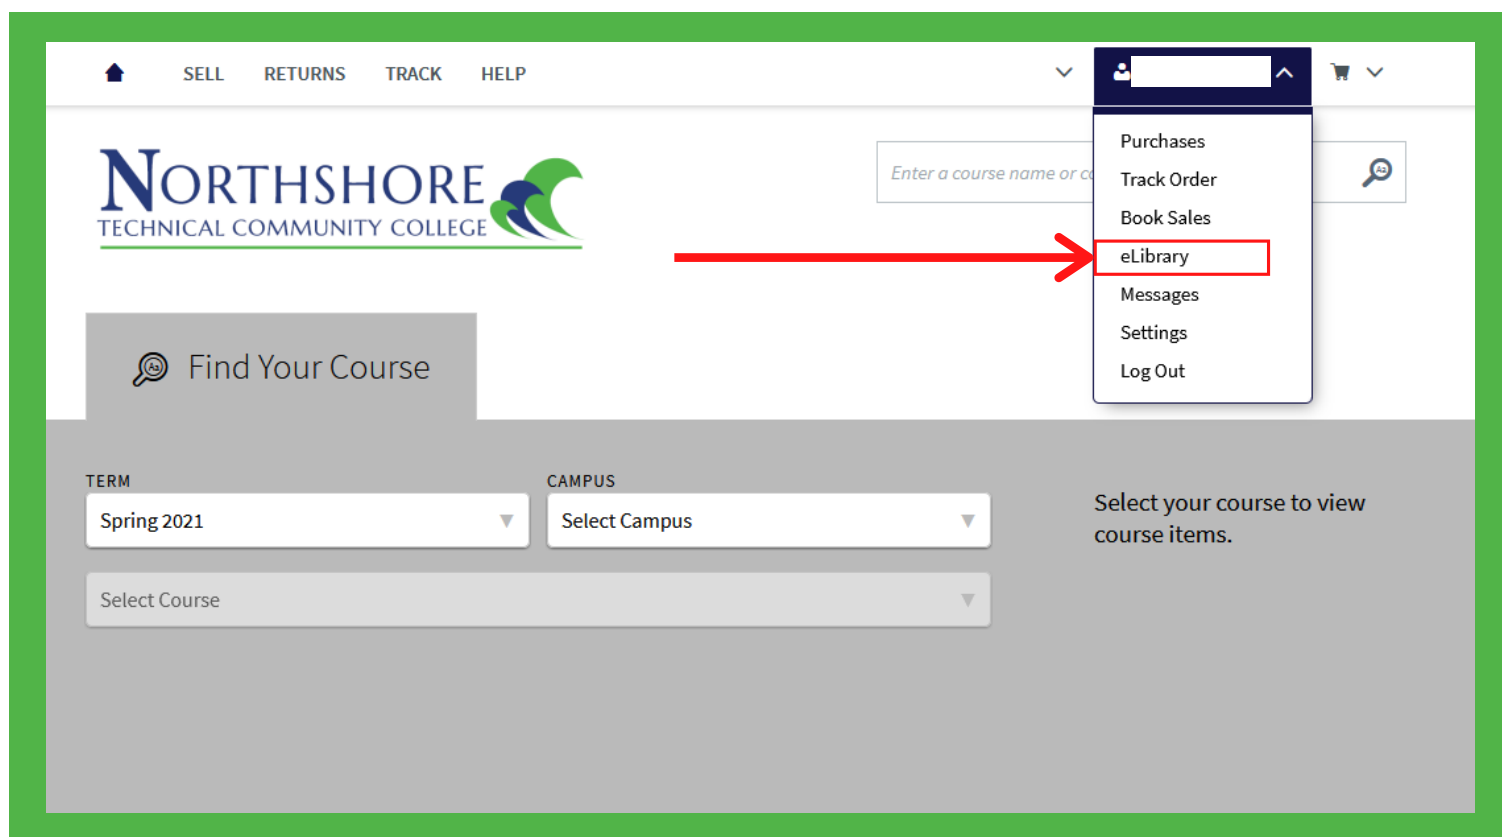 SELL RETURNS TRACK HELP
Purchases
Track Order
Book Sales
eLibrary
Messages
Settings
Log Out
NORTHSHORE
TECHNICAL COMMUNITY COLLEGE
Enter a course name or
Find Your Course
TERM
Spring 2021
CAMPUS
Select Campus
Select Course
Select your course to view
course items.